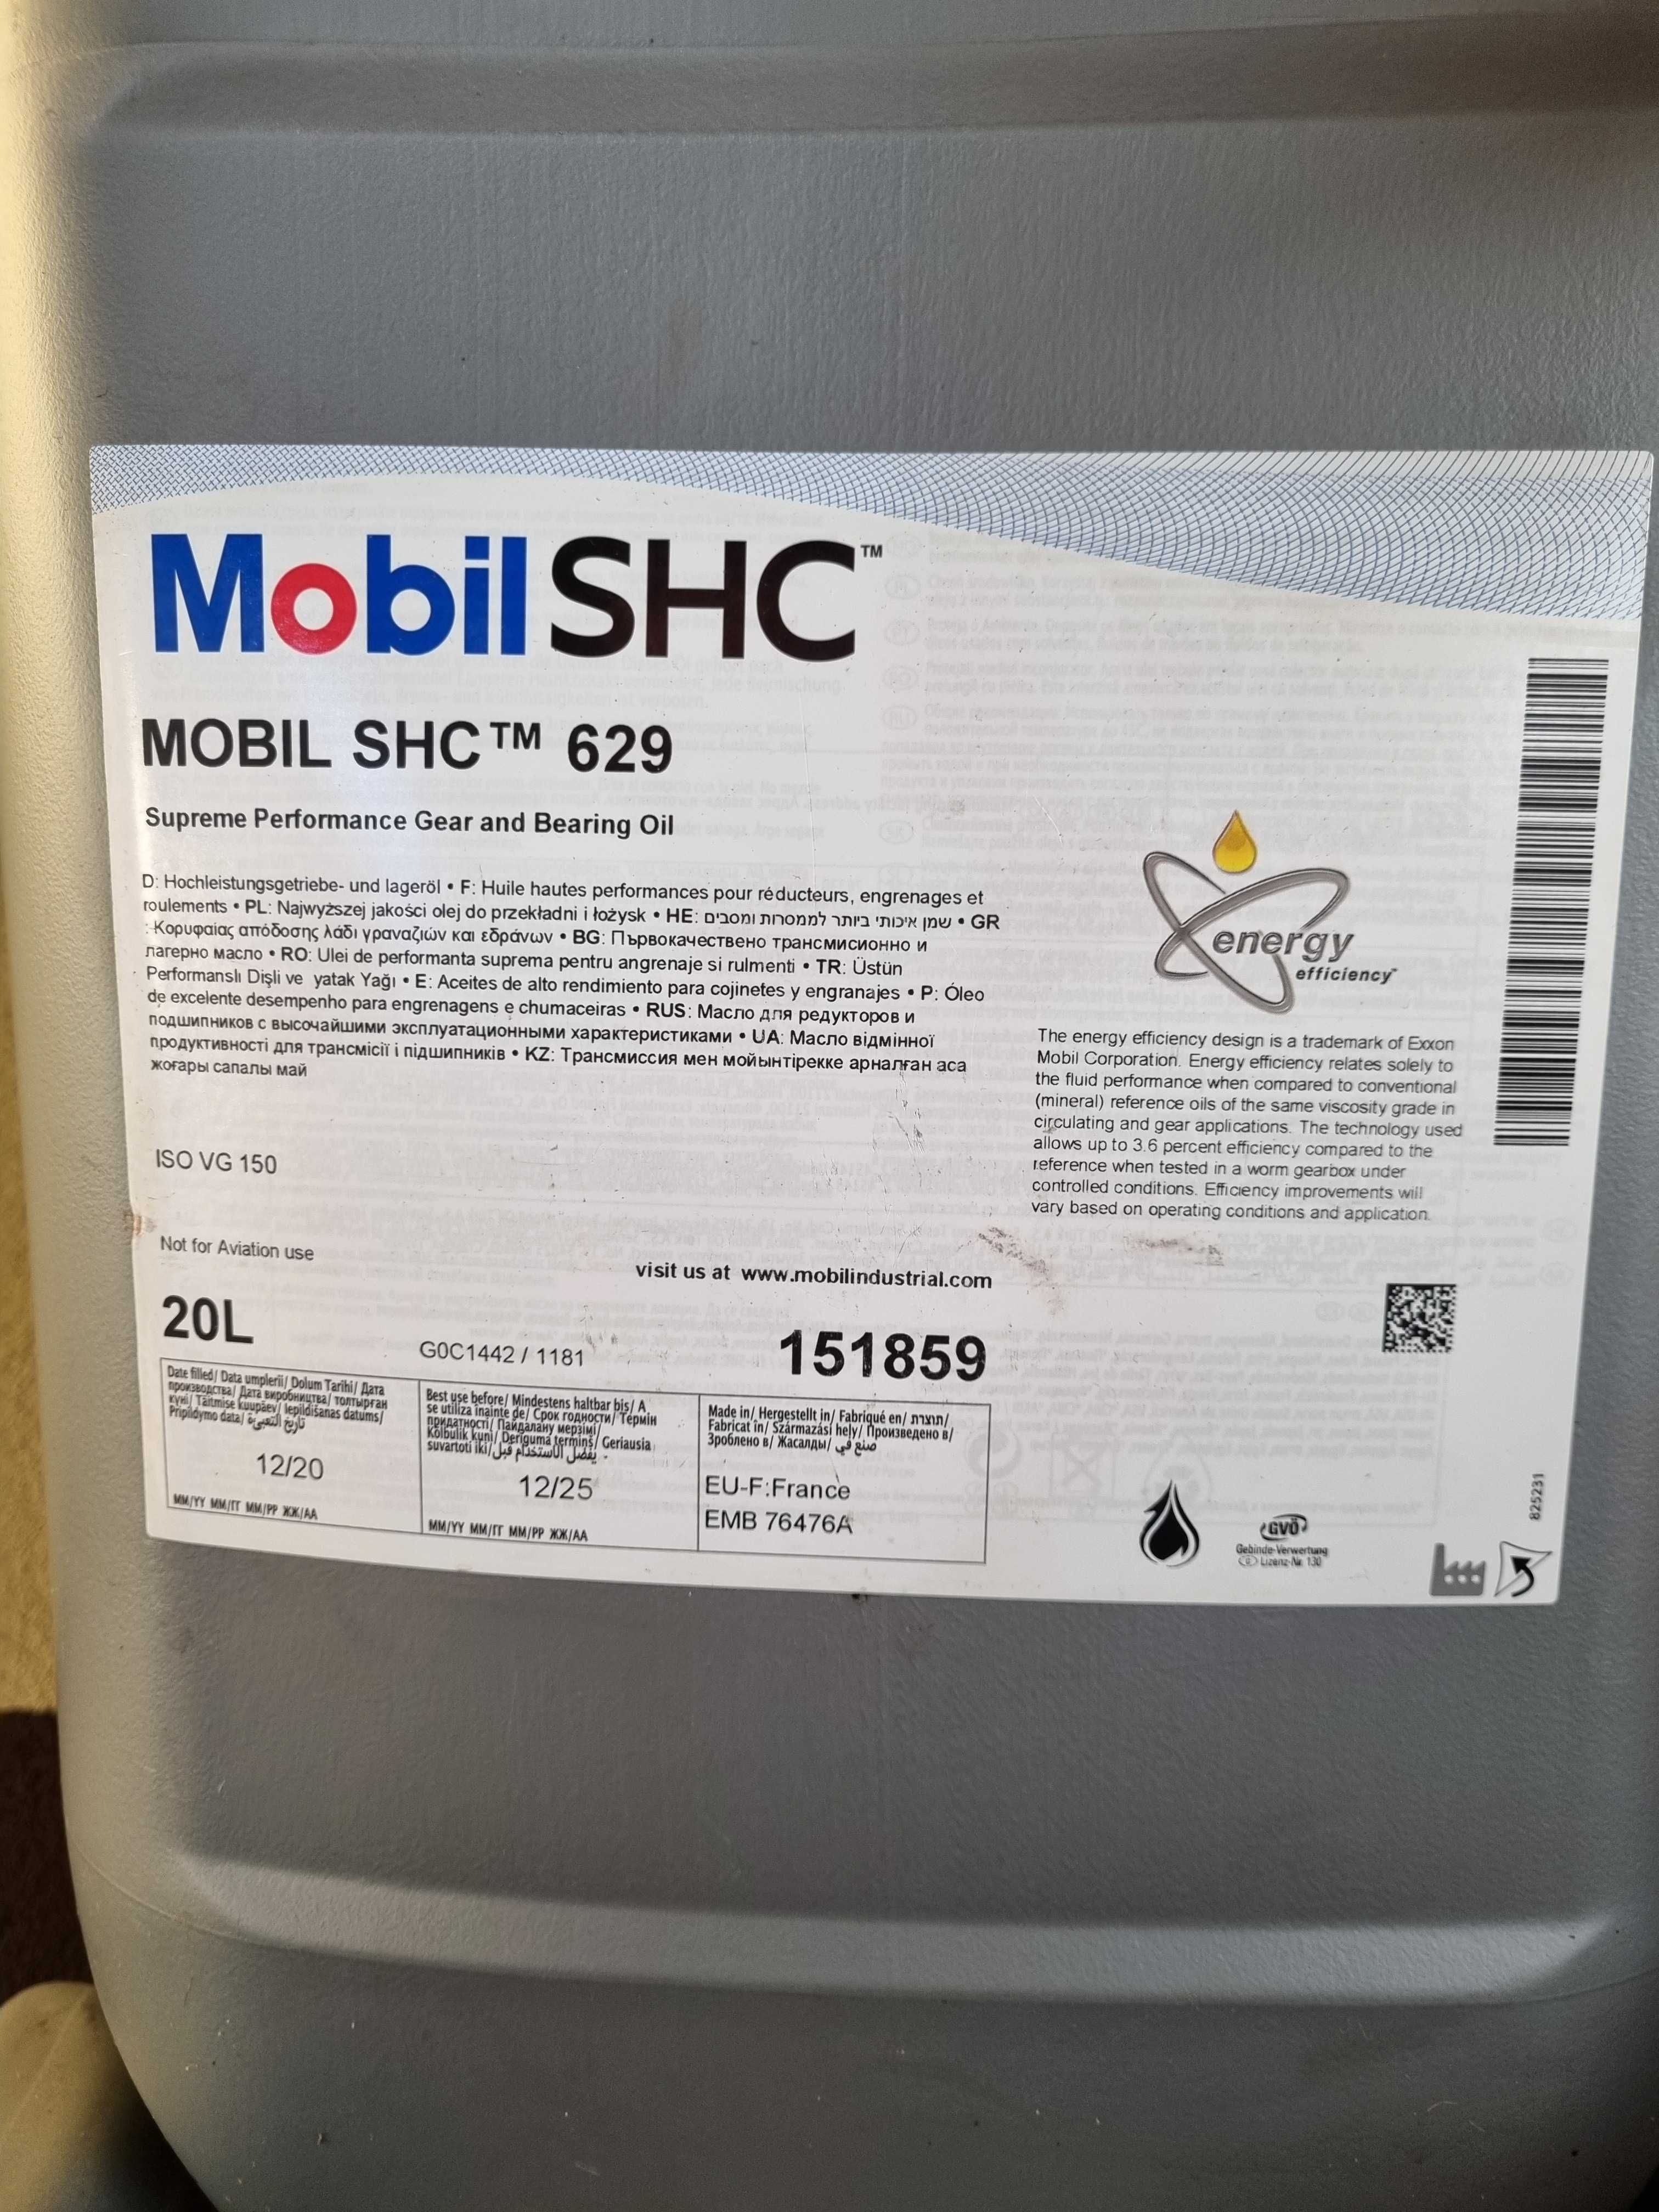 Mobil SHC™
MOBIL SHC™ 629
Supreme Performance Gear and Bearing Oil
D: Hochleistungsgetriebe- und lageröl • F: Huile hautes performances pour réducteurs, engrenages et
roulements • PL: Najwyższej jakości olej do przekładni i łożysk • HE: שמן איכותי ביותר לממסרות ומסבים • GR
: Κορυφαίας απόδοσης λάδι γραναζιών και εδράνων • BG: Първокачествено трансмисионно и
лагерно масло • RO: Ulei de performanta suprema pentru angrenaje si rulmenti • TR: Üstün
Performanslı Dişli ve yatak Yağı • E: Aceites de alto rendimiento para cojinetes y engranajes • P: Óleo
de excelente desempenho para engrenagens e chumaceiras • RUS: Масло для редукторов и
подшипников с высочайшими эксплуатационными характеристиками • UA: Масло відмінної
продуктивності для трансмісії і підшипників • KZ: Трансмиссия мен мойынтірекке арналған аса
жоғары сапалы май
energy
efficiency™
The energy efficiency design is a trademark of Exxon
Mobil Corporation. Energy efficiency relates solely to
the fluid performance when compared to conventional
(mineral) reference oils of the same viscosity grade in
circulating and gear applications. The technology used
allows up to 3.6 percent efficiency compared to the
reference when tested in a worm gearbox under
controlled conditions. Efficiency improvements will
vary based on operating conditions and application.
ISO VG 150
Not for Aviation use
visit us at www.mobilindustrial.com
20L
G0C1442 / 1181
151859
Date filled/ Data umplerii/ Dolum Tarihi/ Дата
производства/ Дата виробництва/ толтырған
күні/ Täitmise kuupäev/ Iepildīšanas datums/
Pripildymo data/ تاريخ التعبئة
12/20
MM/YY MM/ГГ MM/PP ЖЖ/AA
Best use before/ Mindestens haltbar bis/ A
se utiliza înainte de/ Срок годности/ Термін
придатності/ Пайдалану мерзімі/
Kõlbulik kuni/ Derīguma termiņš/ Geriausia
suvartoti iki/ يفضل الاستخدام قبل
12/25
MM/YY MM/ГГ MM/PP ЖЖ/AA
Made in/ Hergestellt in/ Fabriqué en/ תוצרת/
Fabricat in/ Származási hely/ Произведено в/
Зроблено в/ Жасалды/ صنع في
EU-F:France
EMB 76476A
GVÖ
Gebinde-Verwertung
Lizenz-Nr. 130
825231